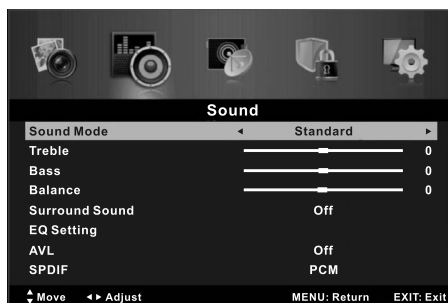 Sound
Sound Mode Standard
Treble 0
Bass 0
Balance 0
Surround Sound Off
EQ Setting
AVL Off
SPDIF PCM
Move Adjust MENU: Return EXIT: Exit